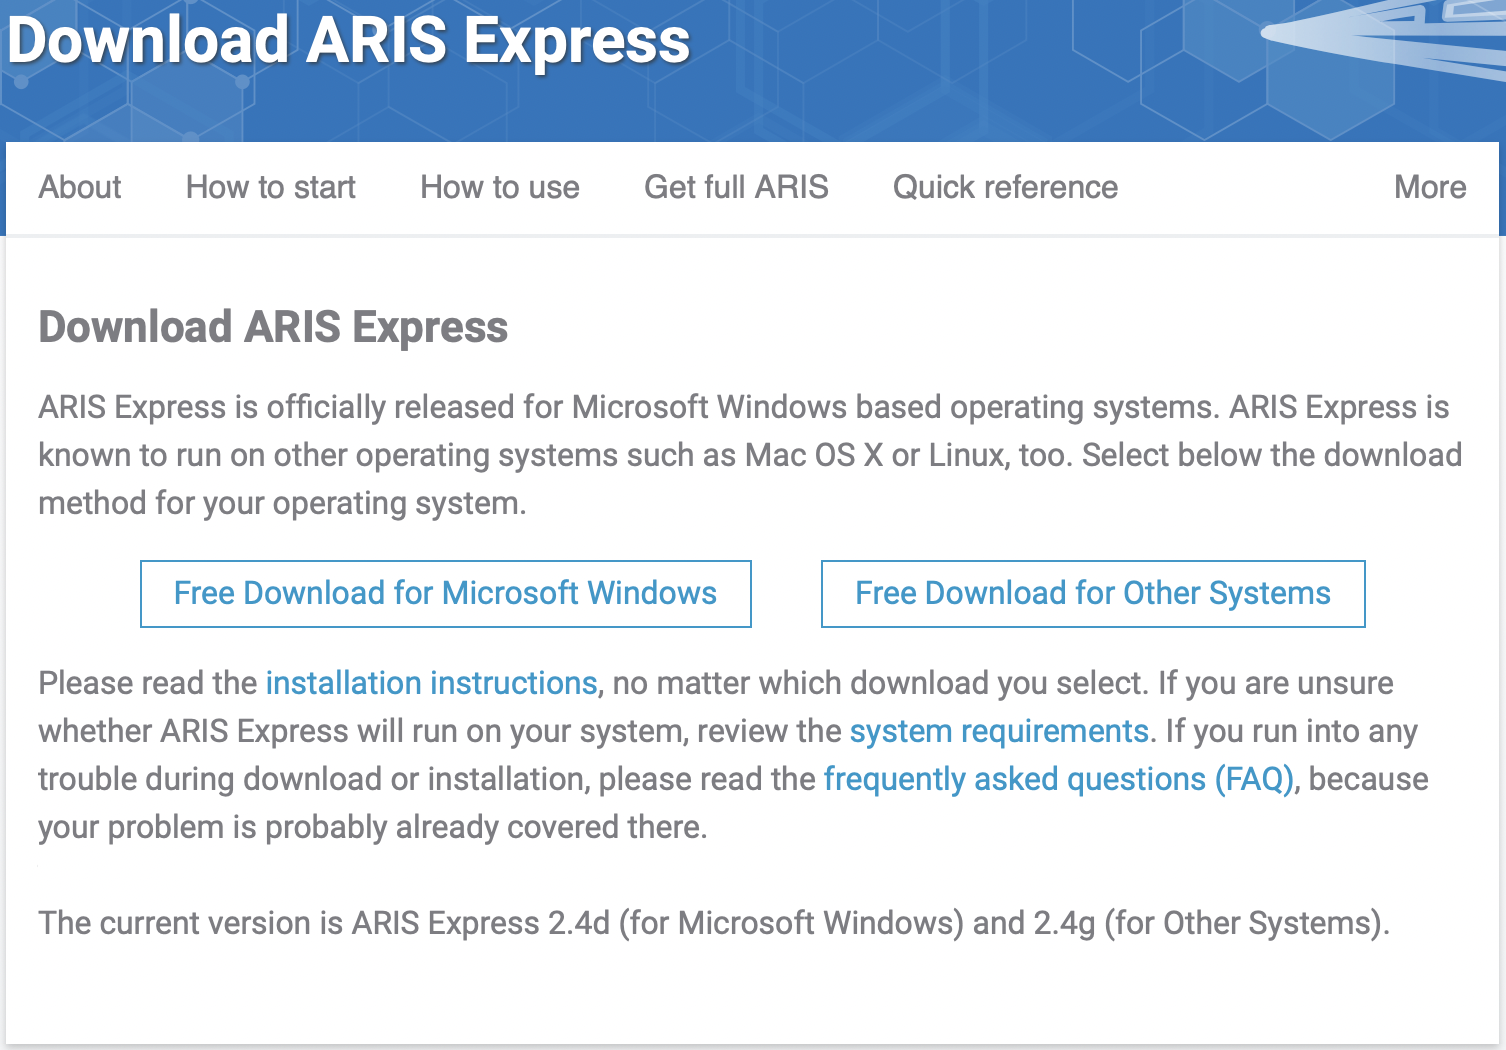 Download ARIS Express
About How to start How to use Get full ARIS Quick reference More
Download ARIS Express
ARIS Express is officially released for Microsoft Windows based operating systems. ARIS Express is
known to run on other operating systems such as Mac OS X or Linux, too. Select below the download
method for your operating system.
Free Download for Microsoft Windows Free Download for Other Systems
Please read the installation instructions, no matter which download you select. If you are unsure
whether ARIS Express will run on your system, review the system requirements. If you run into any
trouble during download or installation, please read the frequently asked questions (FAQ), because
your problem is probably already covered there.
The current version is ARIS Express 2.4d (for Microsoft Windows) and 2.4g (for Other Systems).